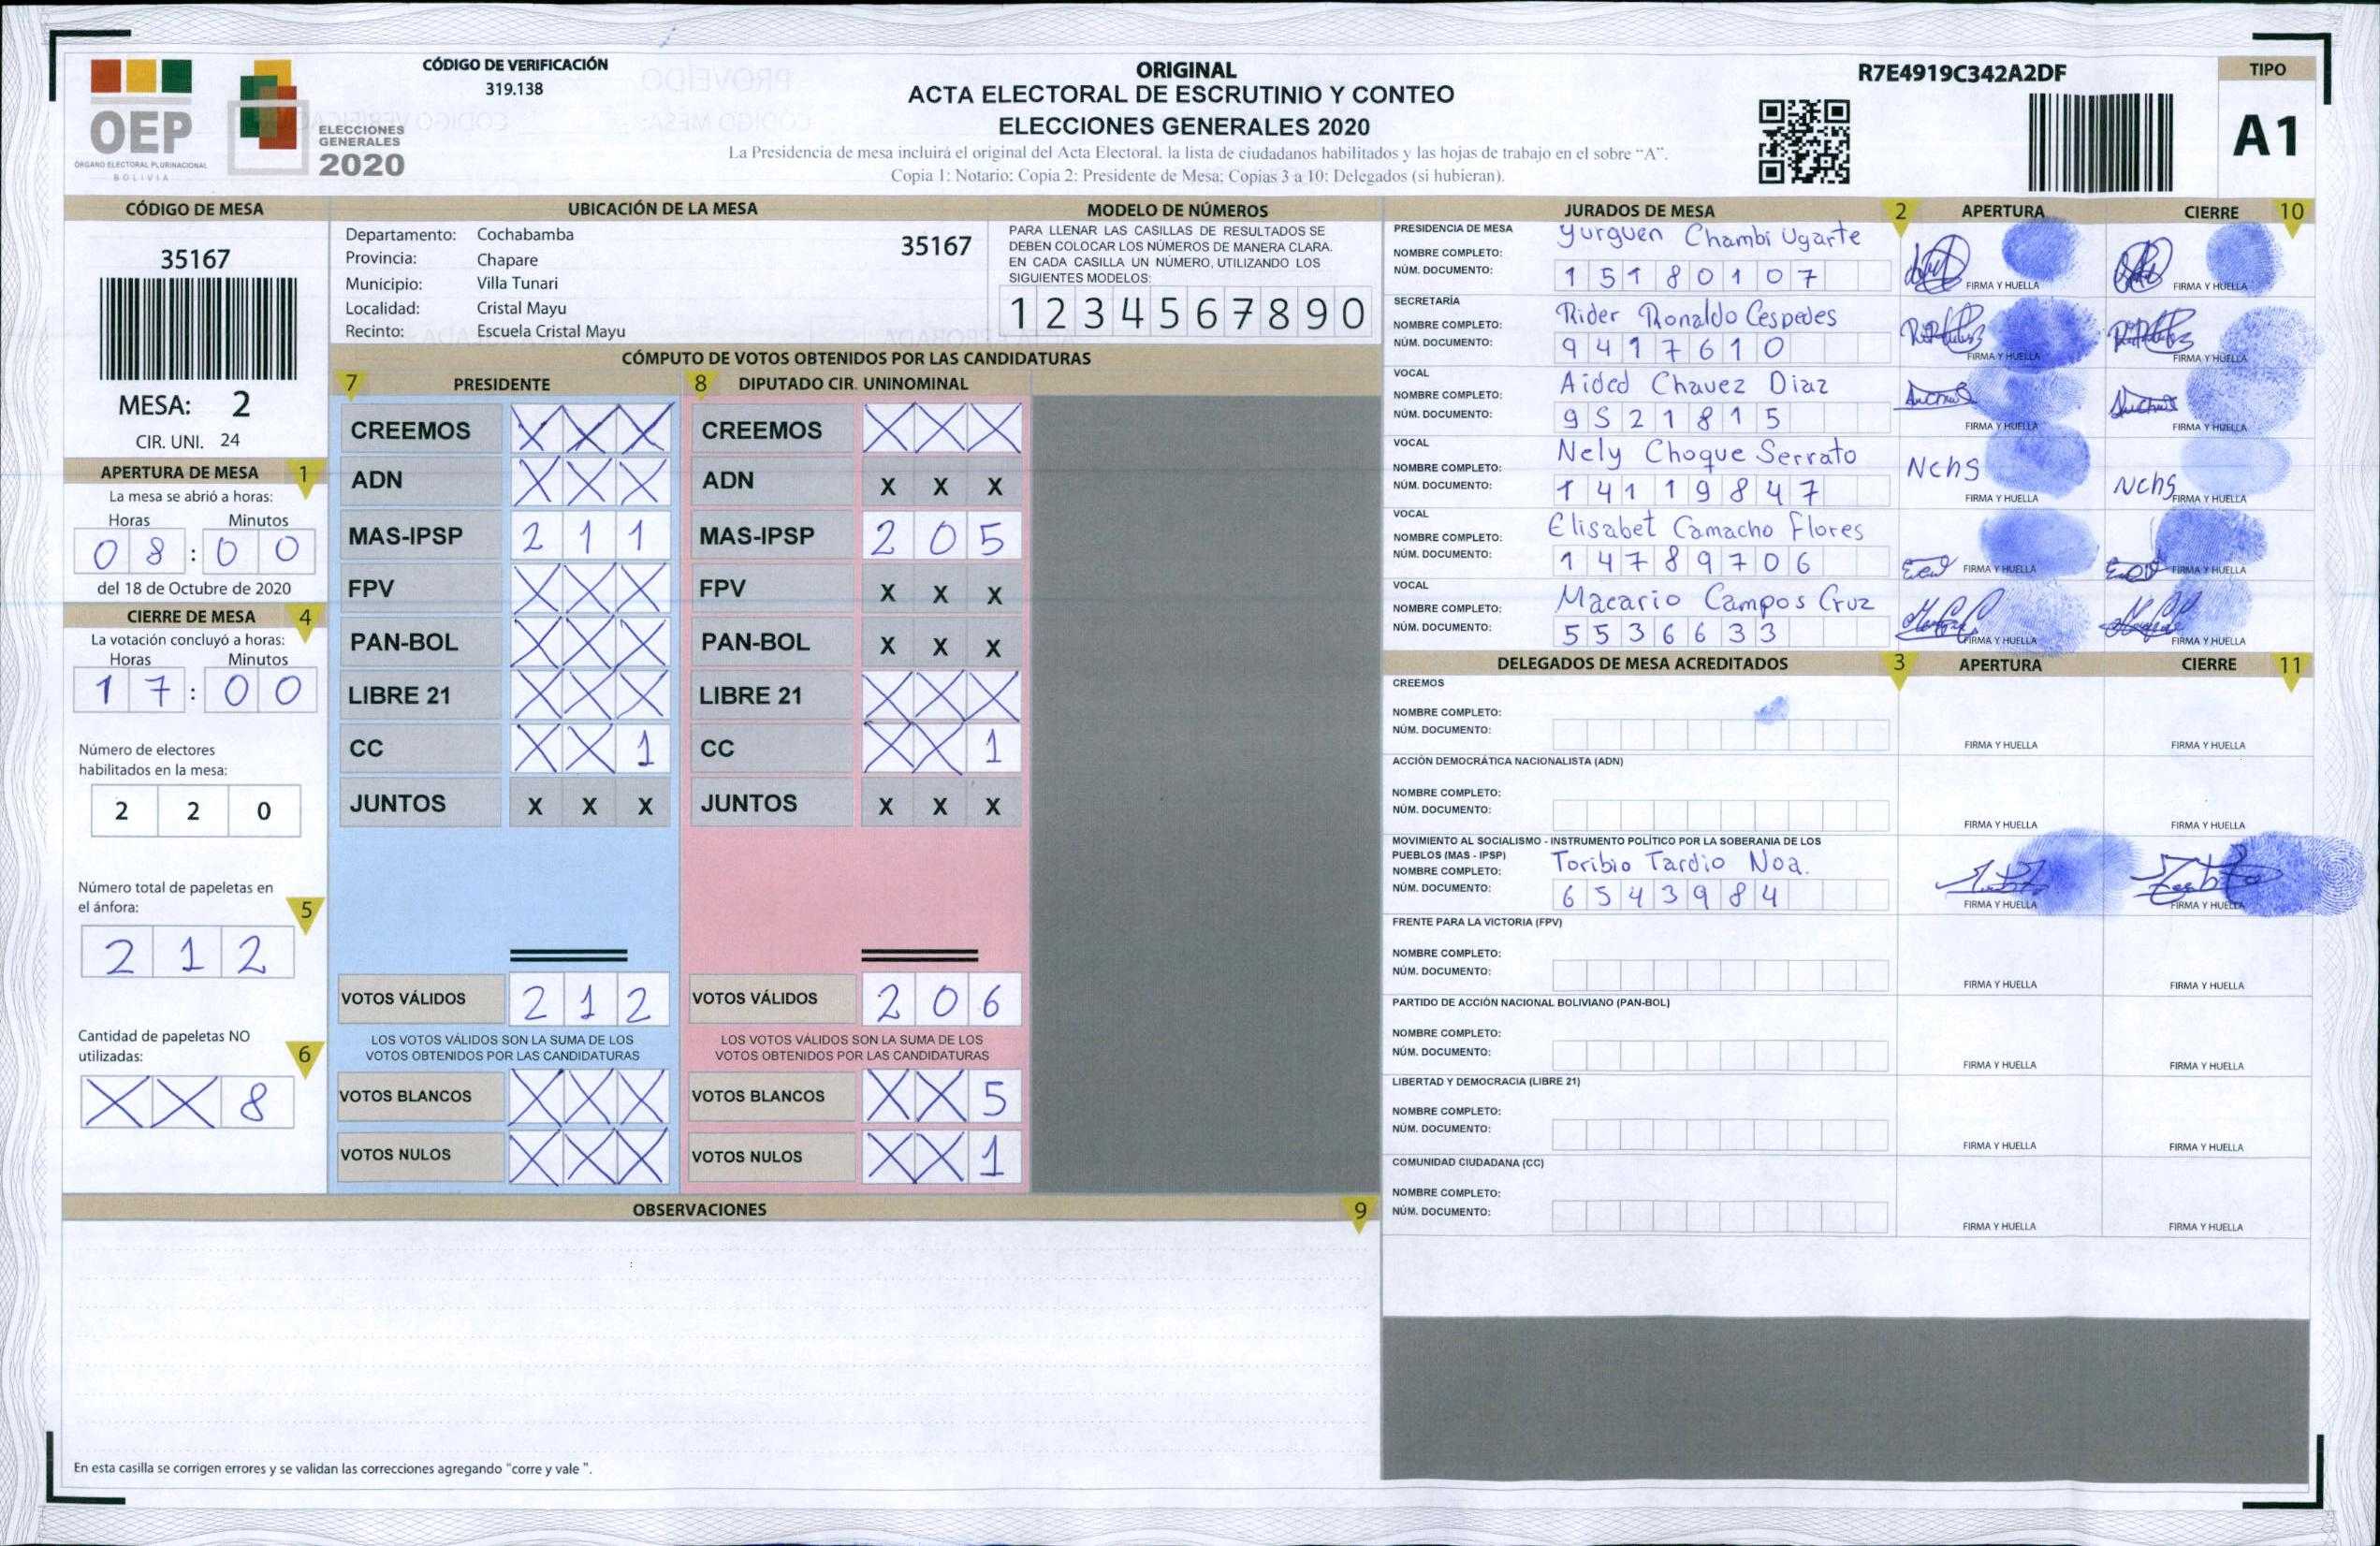 OEP
ÓRGANO ELECTORAL PLURINACIONAL
BOLIVIA
ELECCIONES
GENERALES
2020
CÓDIGO DE VERIFICACIÓN
319.138
ORIGINAL
ACTA ELECTORAL DE ESCRUTINIO Y CONTEO
ELECCIONES GENERALES 2020
La Presidencia de mesa incluirá el original del Acta Electoral, la lista de ciudadanos habilitados y las hojas de trabajo en el sobre "A".
Copia 1: Notario; Copia 2: Presidente de Mesa; Copias 3 a 10: Delegados (si hubieran).
R7E4919C342A2DF
TIPO
A1
CÓDIGO DE MESA
35167
MESA: 2
CIR. UNI. 24
APERTURA DE MESA 1
La mesa se abrió a horas:
Horas Minutos
0 8 : 0 0
del 18 de Octubre de 2020
CIERRE DE MESA 4
La votación concluyó a horas:
Horas Minutos
1 7 : 0 0
Número de electores
habilitados en la mesa:
2 2 0
Número total de papeletas en
el ánfora: 5
2 1 2
Cantidad de papeletas NO
utilizadas: 6
X X 8
UBICACIÓN DE LA MESA
Departamento: Cochabamba
35167
Provincia: Chapare
Municipio: Villa Tunari
Localidad: Cristal Mayu
Recinto: Escuela Cristal Mayu
MODELO DE NÚMEROS
PARA LLENAR LAS CASILLAS DE RESULTADOS SE
DEBEN COLOCAR LOS NÚMEROS DE MANERA CLARA.
EN CADA CASILLA UN NÚMERO, UTILIZANDO LOS
SIGUIENTES MODELOS:
1 2 3 4 5 6 7 8 9 0
CÓMPUTO DE VOTOS OBTENIDOS POR LAS CANDIDATURAS
7 PRESIDENTE
CREEMOS X X X
ADN X X X
MAS-IPSP 2 1 1
FPV X X X
PAN-BOL X X X
LIBRE 21 X X X
CC X X 1
JUNTOS X X X
VOTOS VÁLIDOS 2 1 2
LOS VOTOS VÁLIDOS SON LA SUMA DE LOS
VOTOS OBTENIDOS POR LAS CANDIDATURAS
VOTOS BLANCOS X X X
VOTOS NULOS X X X
8 DIPUTADO CIR. UNINOMINAL
CREEMOS X X X
ADN X X X
MAS-IPSP 2 0 5
FPV X X X
PAN-BOL X X X
LIBRE 21 X X X
CC X X 1
JUNTOS X X X
VOTOS VÁLIDOS 2 0 6
LOS VOTOS VÁLIDOS SON LA SUMA DE LOS
VOTOS OBTENIDOS POR LAS CANDIDATURAS
VOTOS BLANCOS X X 5
VOTOS NULOS X X 1
OBSERVACIONES 9
En esta casilla se corrigen errores y se validan las correcciones agregando "corre y vale ".
JURADOS DE MESA 2 APERTURA CIERRE 10
PRESIDENCIA DE MESA
NOMBRE COMPLETO: Yurguen Chambi Ugarte
NÚM. DOCUMENTO: 1 5 1 8 0 1 0 7
FIRMA Y HUELLA FIRMA Y HUELLA
SECRETARÍA
NOMBRE COMPLETO: Rider Ronaldo Cespedes
NÚM. DOCUMENTO: 9 4 1 7 6 1 0
FIRMA Y HUELLA FIRMA Y HUELLA
VOCAL
NOMBRE COMPLETO: Aided Chavez Diaz
NÚM. DOCUMENTO: 9 5 2 1 8 1 5
FIRMA Y HUELLA FIRMA Y HUELLA
VOCAL
NOMBRE COMPLETO: Nely Choque Serrato
NÚM. DOCUMENTO: 1 4 1 1 9 8 4 7
Nchs Nchs
FIRMA Y HUELLA FIRMA Y HUELLA
VOCAL
NOMBRE COMPLETO: Elisabet Camacho Flores
NÚM. DOCUMENTO: 1 4 7 8 9 7 0 6
FIRMA Y HUELLA FIRMA Y HUELLA
VOCAL
NOMBRE COMPLETO: Macario Campos Cruz
NÚM. DOCUMENTO: 5 5 3 6 6 3 3
FIRMA Y HUELLA FIRMA Y HUELLA
DELEGADOS DE MESA ACREDITADOS 3 APERTURA CIERRE 11
CREEMOS
NOMBRE COMPLETO:
NÚM. DOCUMENTO:
FIRMA Y HUELLA FIRMA Y HUELLA
ACCIÓN DEMOCRÁTICA NACIONALISTA (ADN)
NOMBRE COMPLETO:
NÚM. DOCUMENTO:
FIRMA Y HUELLA FIRMA Y HUELLA
MOVIMIENTO AL SOCIALISMO - INSTRUMENTO POLÍTICO POR LA SOBERANIA DE LOS
PUEBLOS (MAS - IPSP)
NOMBRE COMPLETO: Toribio Tardio Noa.
NÚM. DOCUMENTO: 6 5 4 3 9 8 4
FIRMA Y HUELLA FIRMA Y HUELLA
FRENTE PARA LA VICTORIA (FPV)
NOMBRE COMPLETO:
NÚM. DOCUMENTO:
FIRMA Y HUELLA FIRMA Y HUELLA
PARTIDO DE ACCIÓN NACIONAL BOLIVIANO (PAN-BOL)
NOMBRE COMPLETO:
NÚM. DOCUMENTO:
FIRMA Y HUELLA FIRMA Y HUELLA
LIBERTAD Y DEMOCRACIA (LIBRE 21)
NOMBRE COMPLETO:
NÚM. DOCUMENTO:
FIRMA Y HUELLA FIRMA Y HUELLA
COMUNIDAD CIUDADANA (CC)
NOMBRE COMPLETO:
NÚM. DOCUMENTO:
FIRMA Y HUELLA FIRMA Y HUELLA